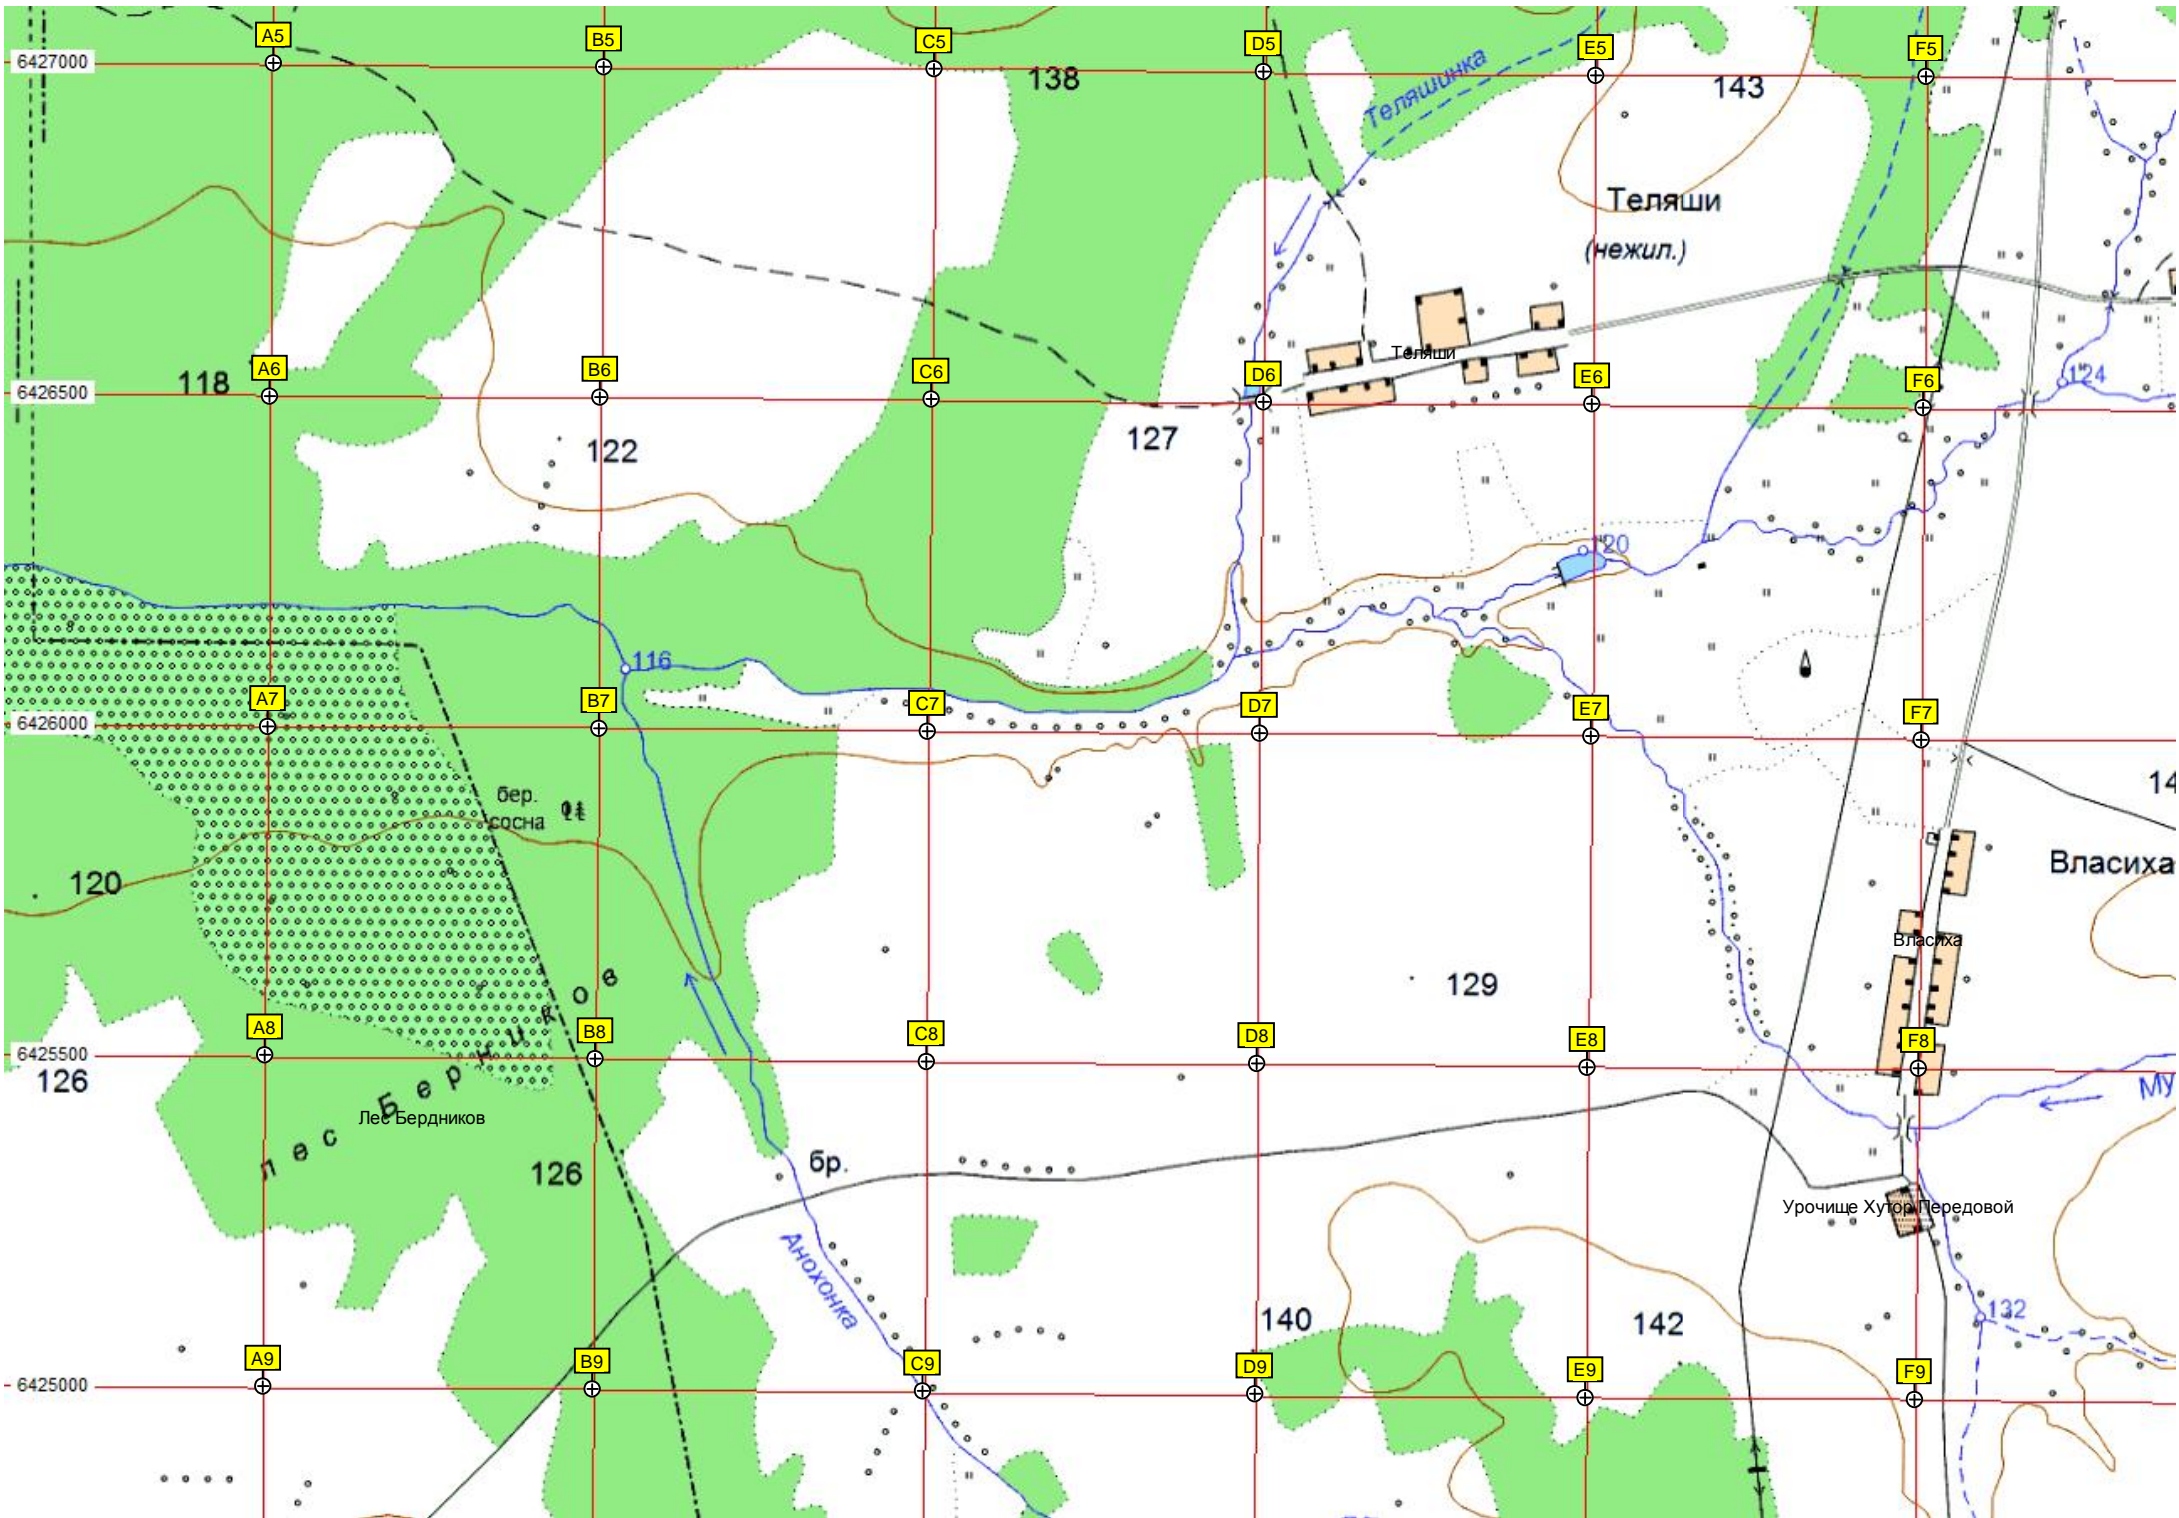 A5
B5
C5
D5
E5
F5
6427000
138
143
Теляшинка
Теляши
(нежил.)
Теляши
A6
B6
C6
D6
E6
F6
6426500
118
122
127
124
120
116
A7
B7
C7
D7
E7
F7
6426000
бер.
сосна
14
Власиха
120
Власиха
129
A8
B8
C8
D8
E8
F8
6425500
126
лес Бердников
Лес Бердников
126
бр.
Му
Урочище Хутор Передовой
Анохонка
140
142
132
A9
B9
C9
D9
E9
F9
6425000